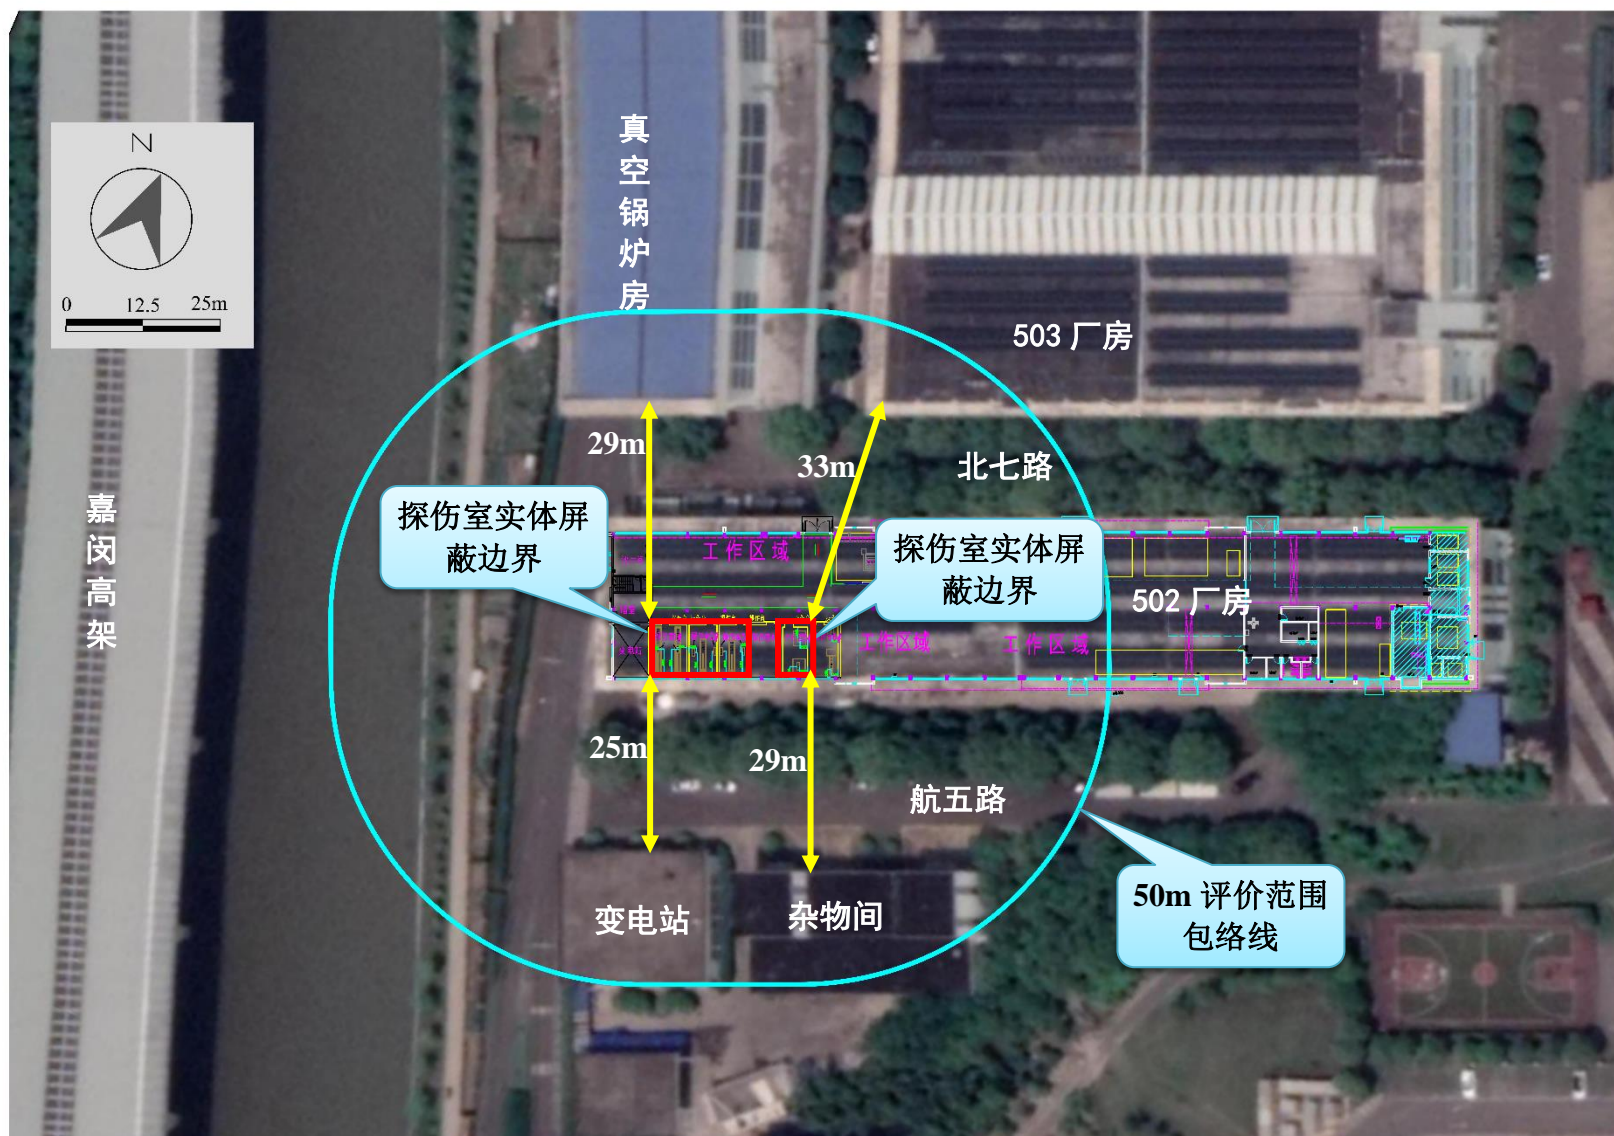 N
0 12.5 25m
真空锅炉房
503 厂房
29m
33m
北七路
嘉闵高架
探伤室实体屏
蔽边界
探伤室实体屏
蔽边界
工作区域
502 厂房
工作区域
工作区域
25m
29m
航五路
50m 评价范围
包络线
变电站
杂物间